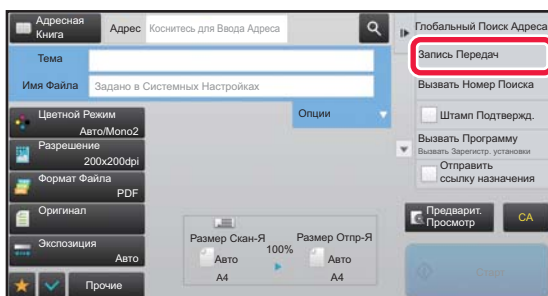 Адресная
Книга
Адрес
Коснитесь для Ввода Адреса
Тема
Имя Файла
Задано в Системных Настройках
Опции
Цветной Режим
Авто/Mono2
Разрешение
200x200dpi
Формат Файла
PDF
Оригинал
Экспозиция
Авто
Прочие
Размер Скан-Я
Авто
A4
100%
Размер Отпр-Я
Авто
A4
Глобальный Поиск Адреса
Запись Передач
Вызвать Номер Поиска
Штамп Подтвержд.
Вызвать Программу
Вызвать Зарегистр. установки
Отправить
ссылку назначения
Предварит.
Просмотр
CA
Старт